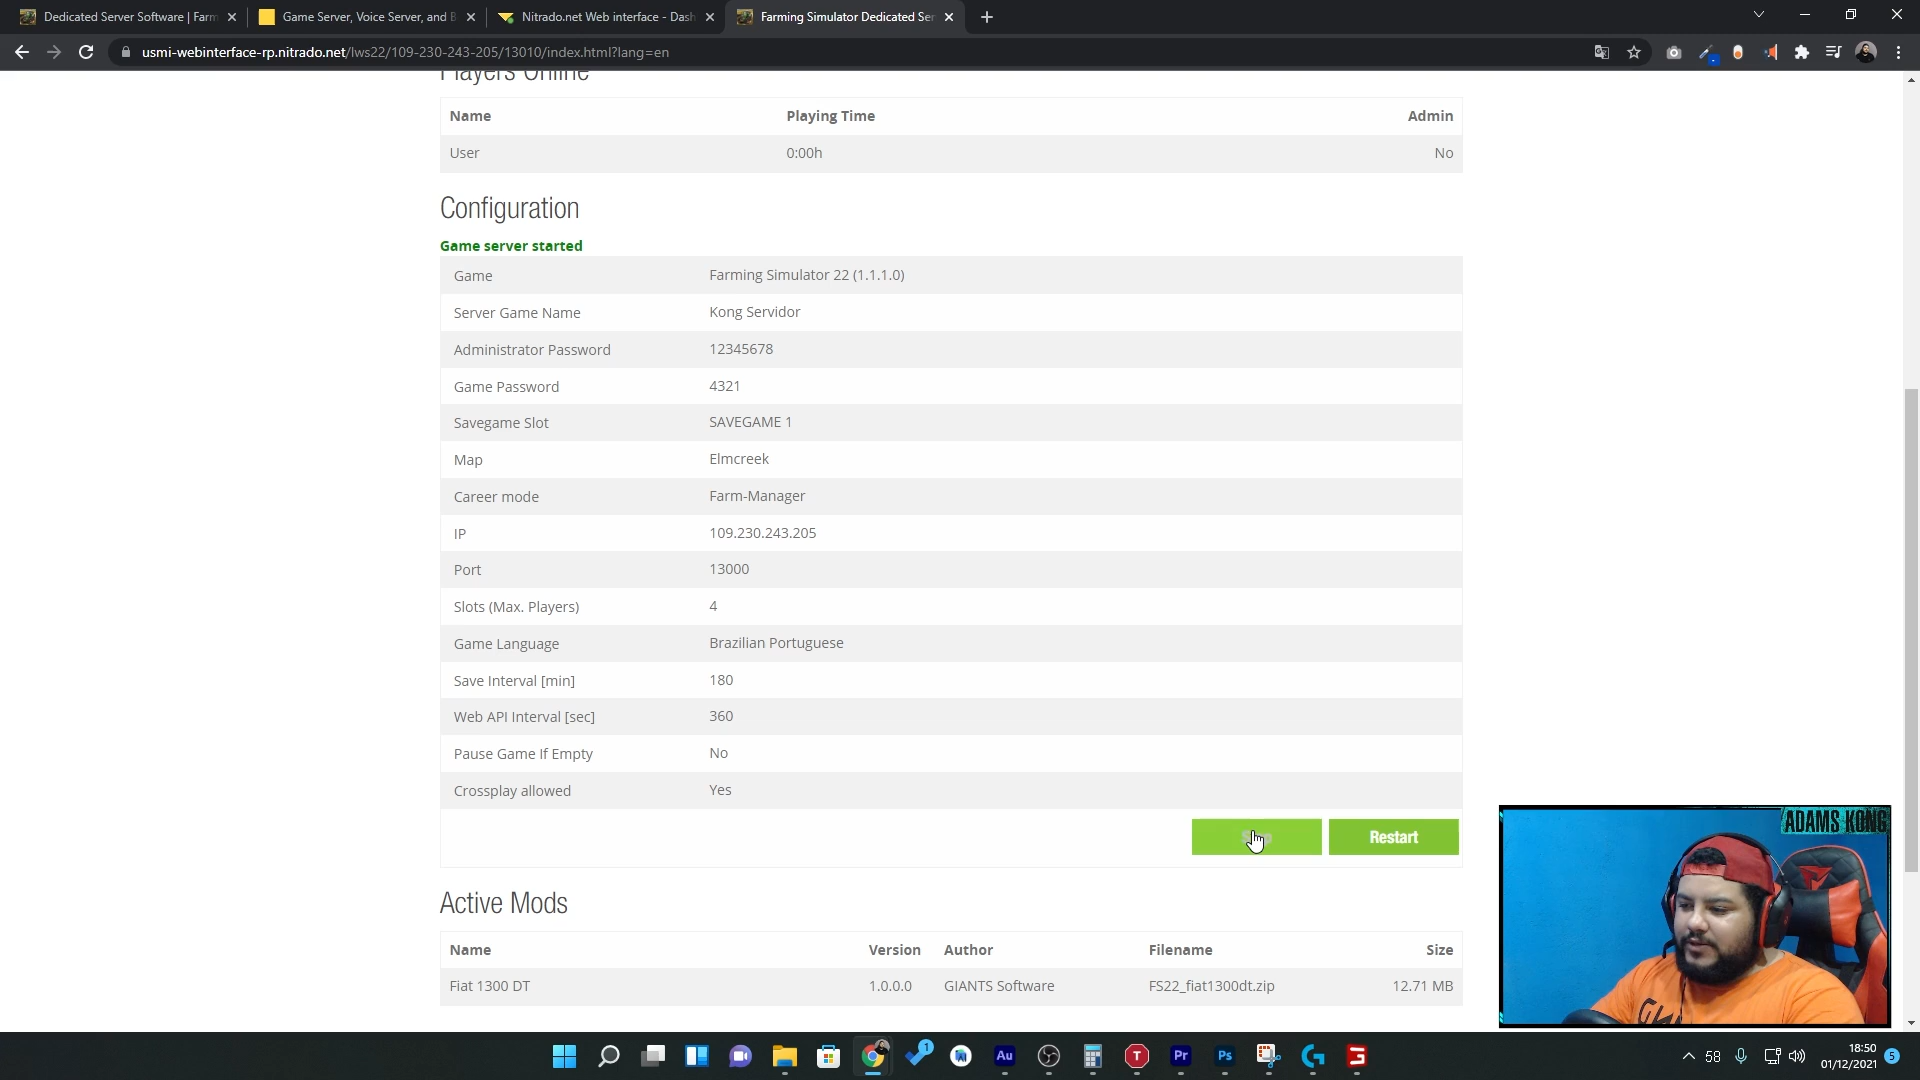 Dedicated Server Software | Farm
Game Server, Voice Server, and B
Nitrado.net Web interface - Dash
Farming Simulator Dedicated Ser
usmi-webinterface-rp.nitrado.net/lws22/109-230-243-205/13010/index.html?lang=en
Players Online
Name Playing Time Admin
User 0:00h No
Configuration
Game server started
Game Farming Simulator 22 (1.1.1.0)
Server Game Name Kong Servidor
Administrator Password 12345678
Game Password 4321
Savegame Slot SAVEGAME 1
Map Elmcreek
Career mode Farm-Manager
IP 109.230.243.205
Port 13000
Slots (Max. Players) 4
Game Language Brazilian Portuguese
Save Interval [min] 180
Web API Interval [sec] 360
Pause Game If Empty No
Crossplay allowed Yes
Restart
ADAMS KONG
Active Mods
Name Version Author Filename Size
Fiat 1300 DT 1.0.0.0 GIANTS Software FS22_fiat1300dt.zip 12.71 MB
1
Au
T
Pr
Ps
58
18:50
01/12/2021
5